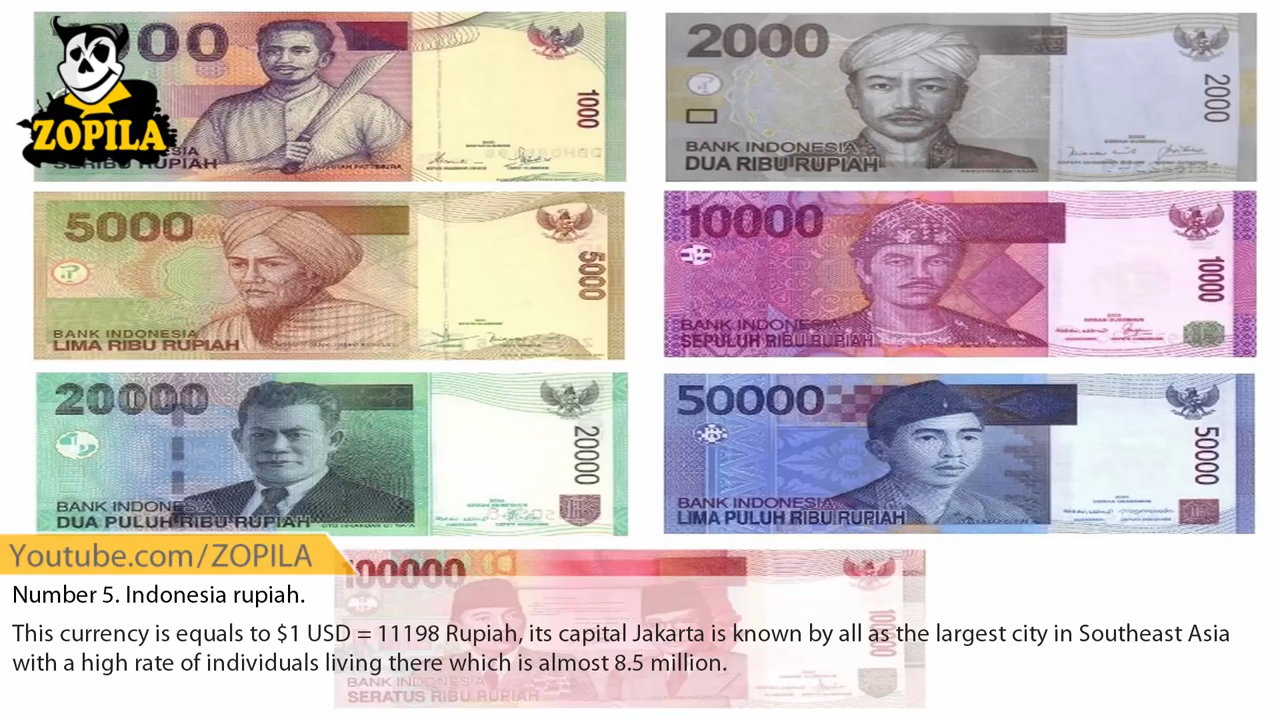 00
1000
ZOPILA
SERIBU RUPIAH
2000
2000
BANK INDONESIA
DUA RIBU RUPIAH
5000
5000
BANK INDONESIA
LIMA RIBU RUPIAH
10000
10000
BANK INDONESIA
SEPULUH RIBU RUPIAH
20000
20000
BANK INDONESIA
DUA PULUH RIBU RUPIAH
50000
50000
BANK INDONESIA
LIMA PULUH RIBU RUPIAH
Youtube.com/ZOPILA
100000
100000
Number 5. Indonesia rupiah.
This currency is equals to $1 USD = 11198 Rupiah, its capital Jakarta is known by all as the largest city in Southeast Asia
with a high rate of individuals living there which is almost 8.5 million.
BANK INDONESIA
SERATUS RIBU RUPIAH